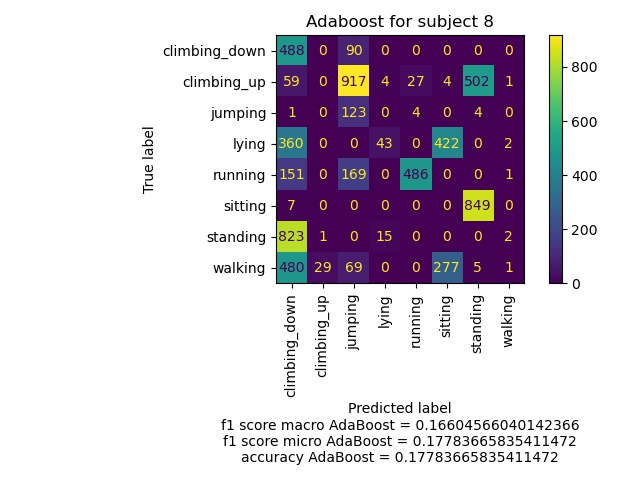 Adaboost for subject 8
True label
climbing_down 488 0 90 0 0 0 0 0
climbing_up 59 0 917 4 27 4 502 1
jumping 1 0 123 0 4 0 4 0
lying 360 0 0 43 0 422 0 2
running 151 0 169 0 486 0 0 1
sitting 7 0 0 0 0 0 849 0
standing 823 1 0 15 0 0 0 2
walking 480 29 69 0 0 277 5 1
climbing_down climbing_up jumping lying running sitting standing walking
800
600
400
200
0
Predicted label
f1 score macro AdaBoost = 0.16604566040142366
f1 score micro AdaBoost = 0.17783665835411472
accuracy AdaBoost = 0.17783665835411472